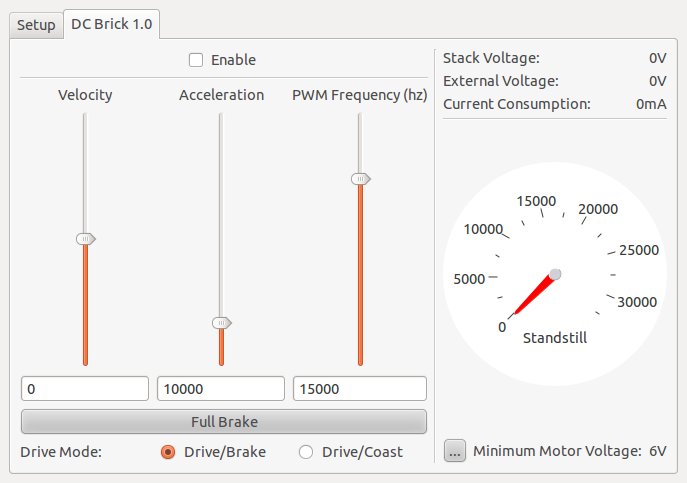 Setup
DC Brick 1.0
Enable
Velocity
Acceleration
PWM Frequency (hz)
0
10000
15000
Full Brake
Drive Mode:
Drive/Brake
Drive/Coast
Stack Voltage: 0V
External Voltage: 0V
Current Consumption: 0mA
0
5000
10000
15000
20000
25000
30000
Standstill
... Minimum Motor Voltage: 6V